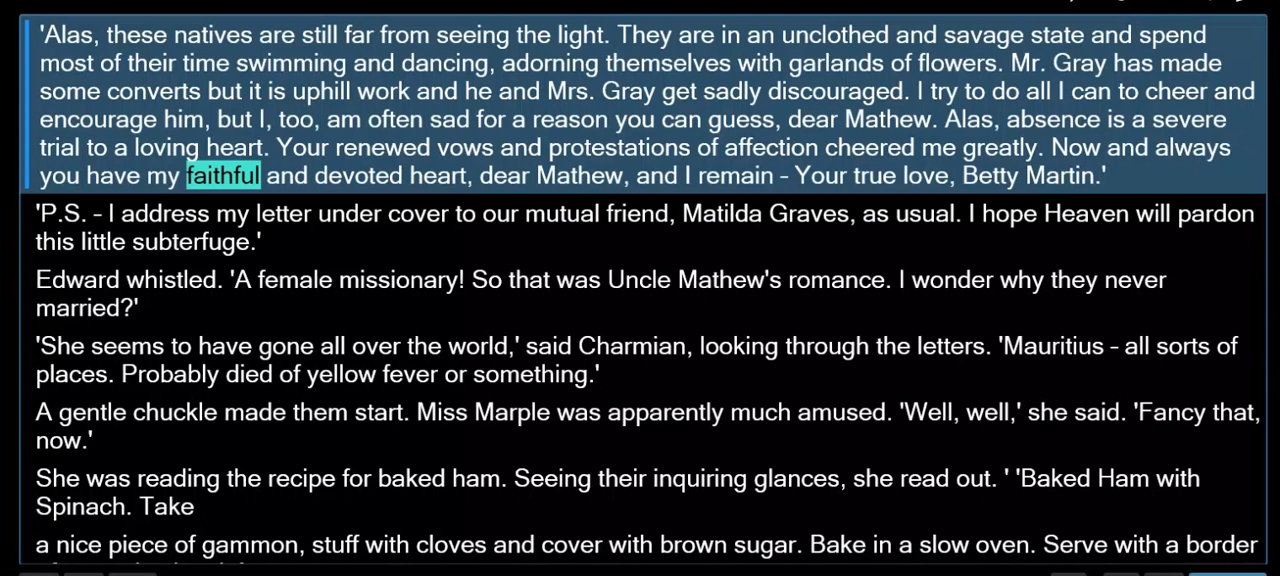 'Alas, these natives are still far from seeing the light. They are in an unclothed and savage state and spend
most of their time swimming and dancing, adorning themselves with garlands of flowers. Mr. Gray has made
some converts but it is uphill work and he and Mrs. Gray get sadly discouraged. I try to do all I can to cheer and
encourage him, but I, too, am often sad for a reason you can guess, dear Mathew. Alas, absence is a severe
trial to a loving heart. Your renewed vows and protestations of affection cheered me greatly. Now and always
you have my faithful and devoted heart, dear Mathew, and I remain – Your true love, Betty Martin.'
'P.S. – I address my letter under cover to our mutual friend, Matilda Graves, as usual. I hope Heaven will pardon
this little subterfuge.'
Edward whistled. 'A female missionary! So that was Uncle Mathew's romance. I wonder why they never
married?'
'She seems to have gone all over the world,' said Charmian, looking through the letters. 'Mauritius – all sorts of
places. Probably died of yellow fever or something.'
A gentle chuckle made them start. Miss Marple was apparently much amused. 'Well, well,' she said. 'Fancy that,
now.'
She was reading the recipe for baked ham. Seeing their inquiring glances, she read out. ' 'Baked Ham with
Spinach. Take
a nice piece of gammon, stuff with cloves and cover with brown sugar. Bake in a slow oven. Serve with a border